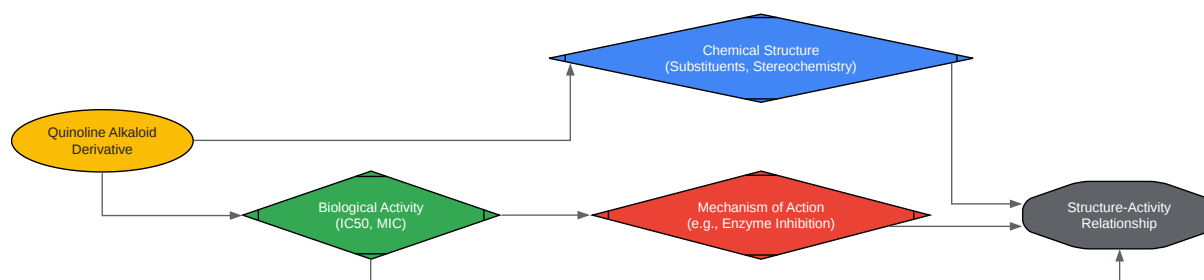 Chemical Structure
(Substituents, Stereochemistry)
Quinoline Alkaloid
Derivative
Biological Activity
(IC50, MIC)
Mechanism of Action
(e.g., Enzyme Inhibition)
Structure-Activity
Relationship